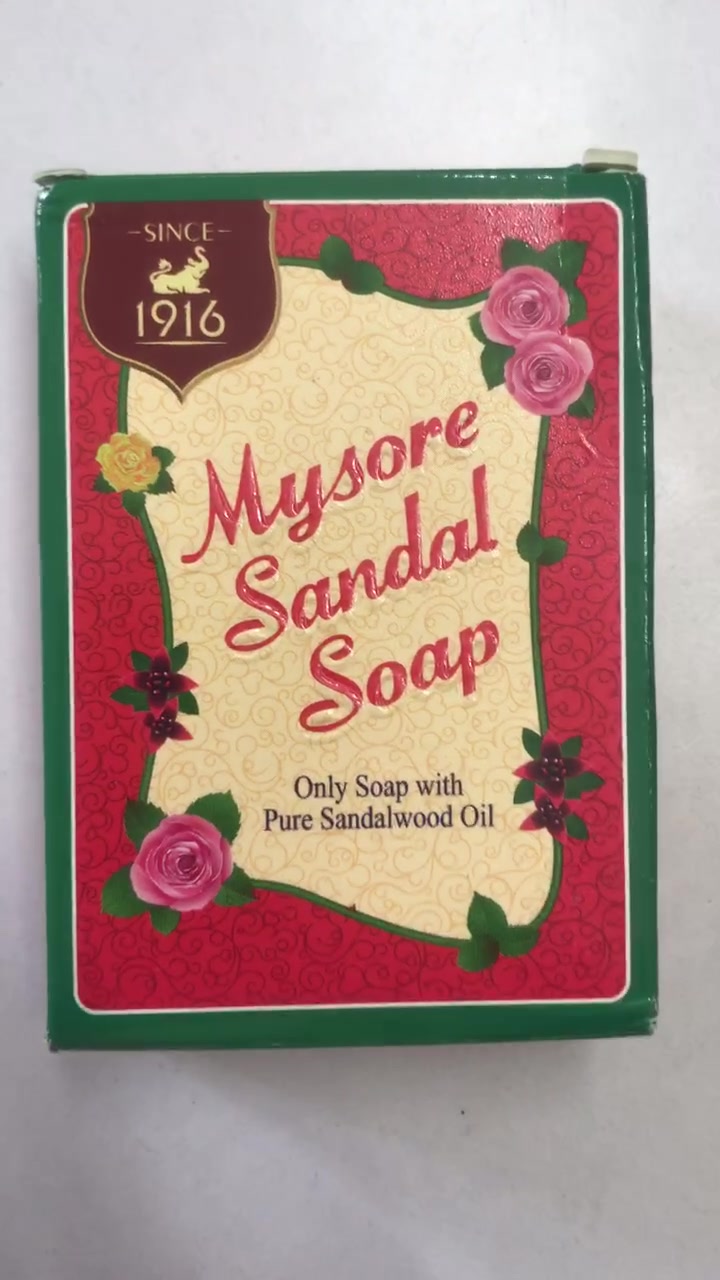 -SINCE-
1916
Mysore
Sandal
Soap
Only Soap with
Pure Sandalwood Oil